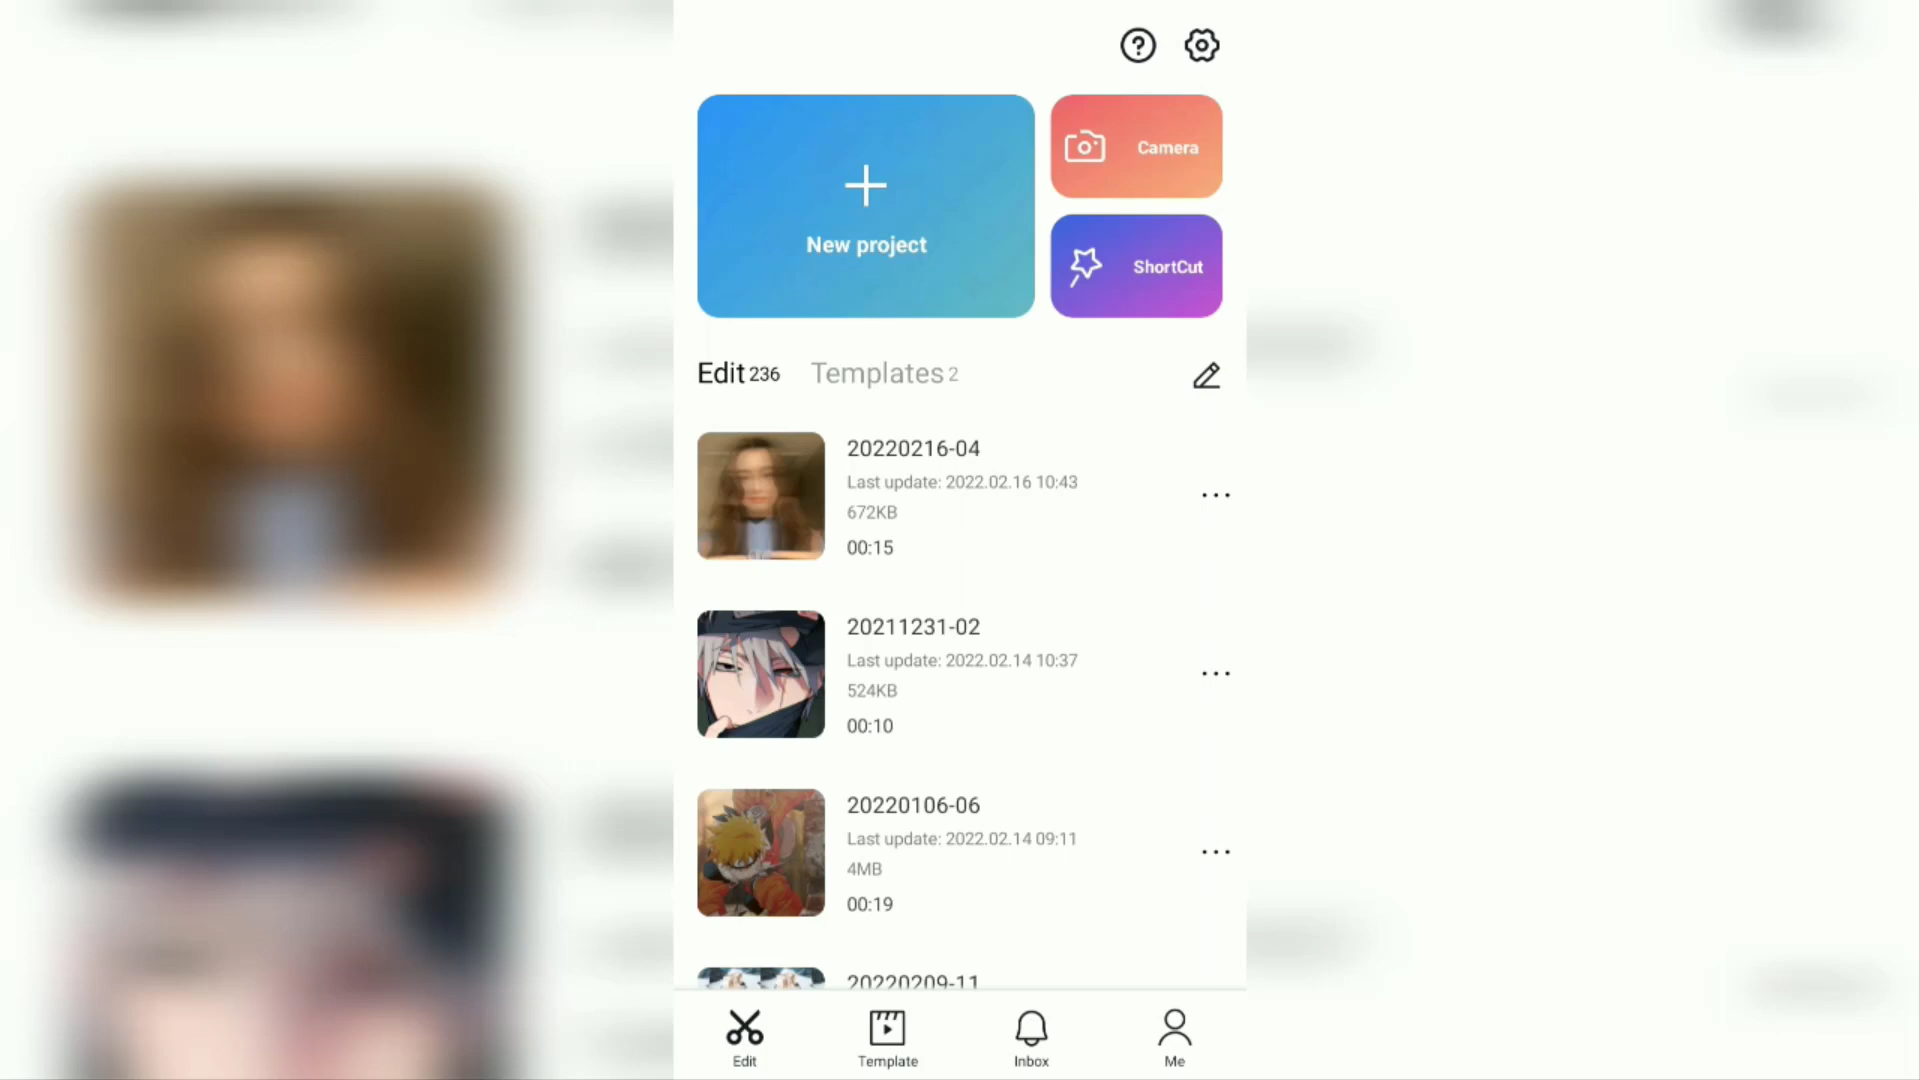 Camera
New project
ShortCut
Edit 236 Templates 2
20220216-04
Last update: 2022.02.16 10:43
672KB
00:15
20211231-02
Last update: 2022.02.14 10:37
524KB
00:10
20220106-06
Last update: 2022.02.14 09:11
4MB
00:19
20220209-11
Edit Template Inbox Me